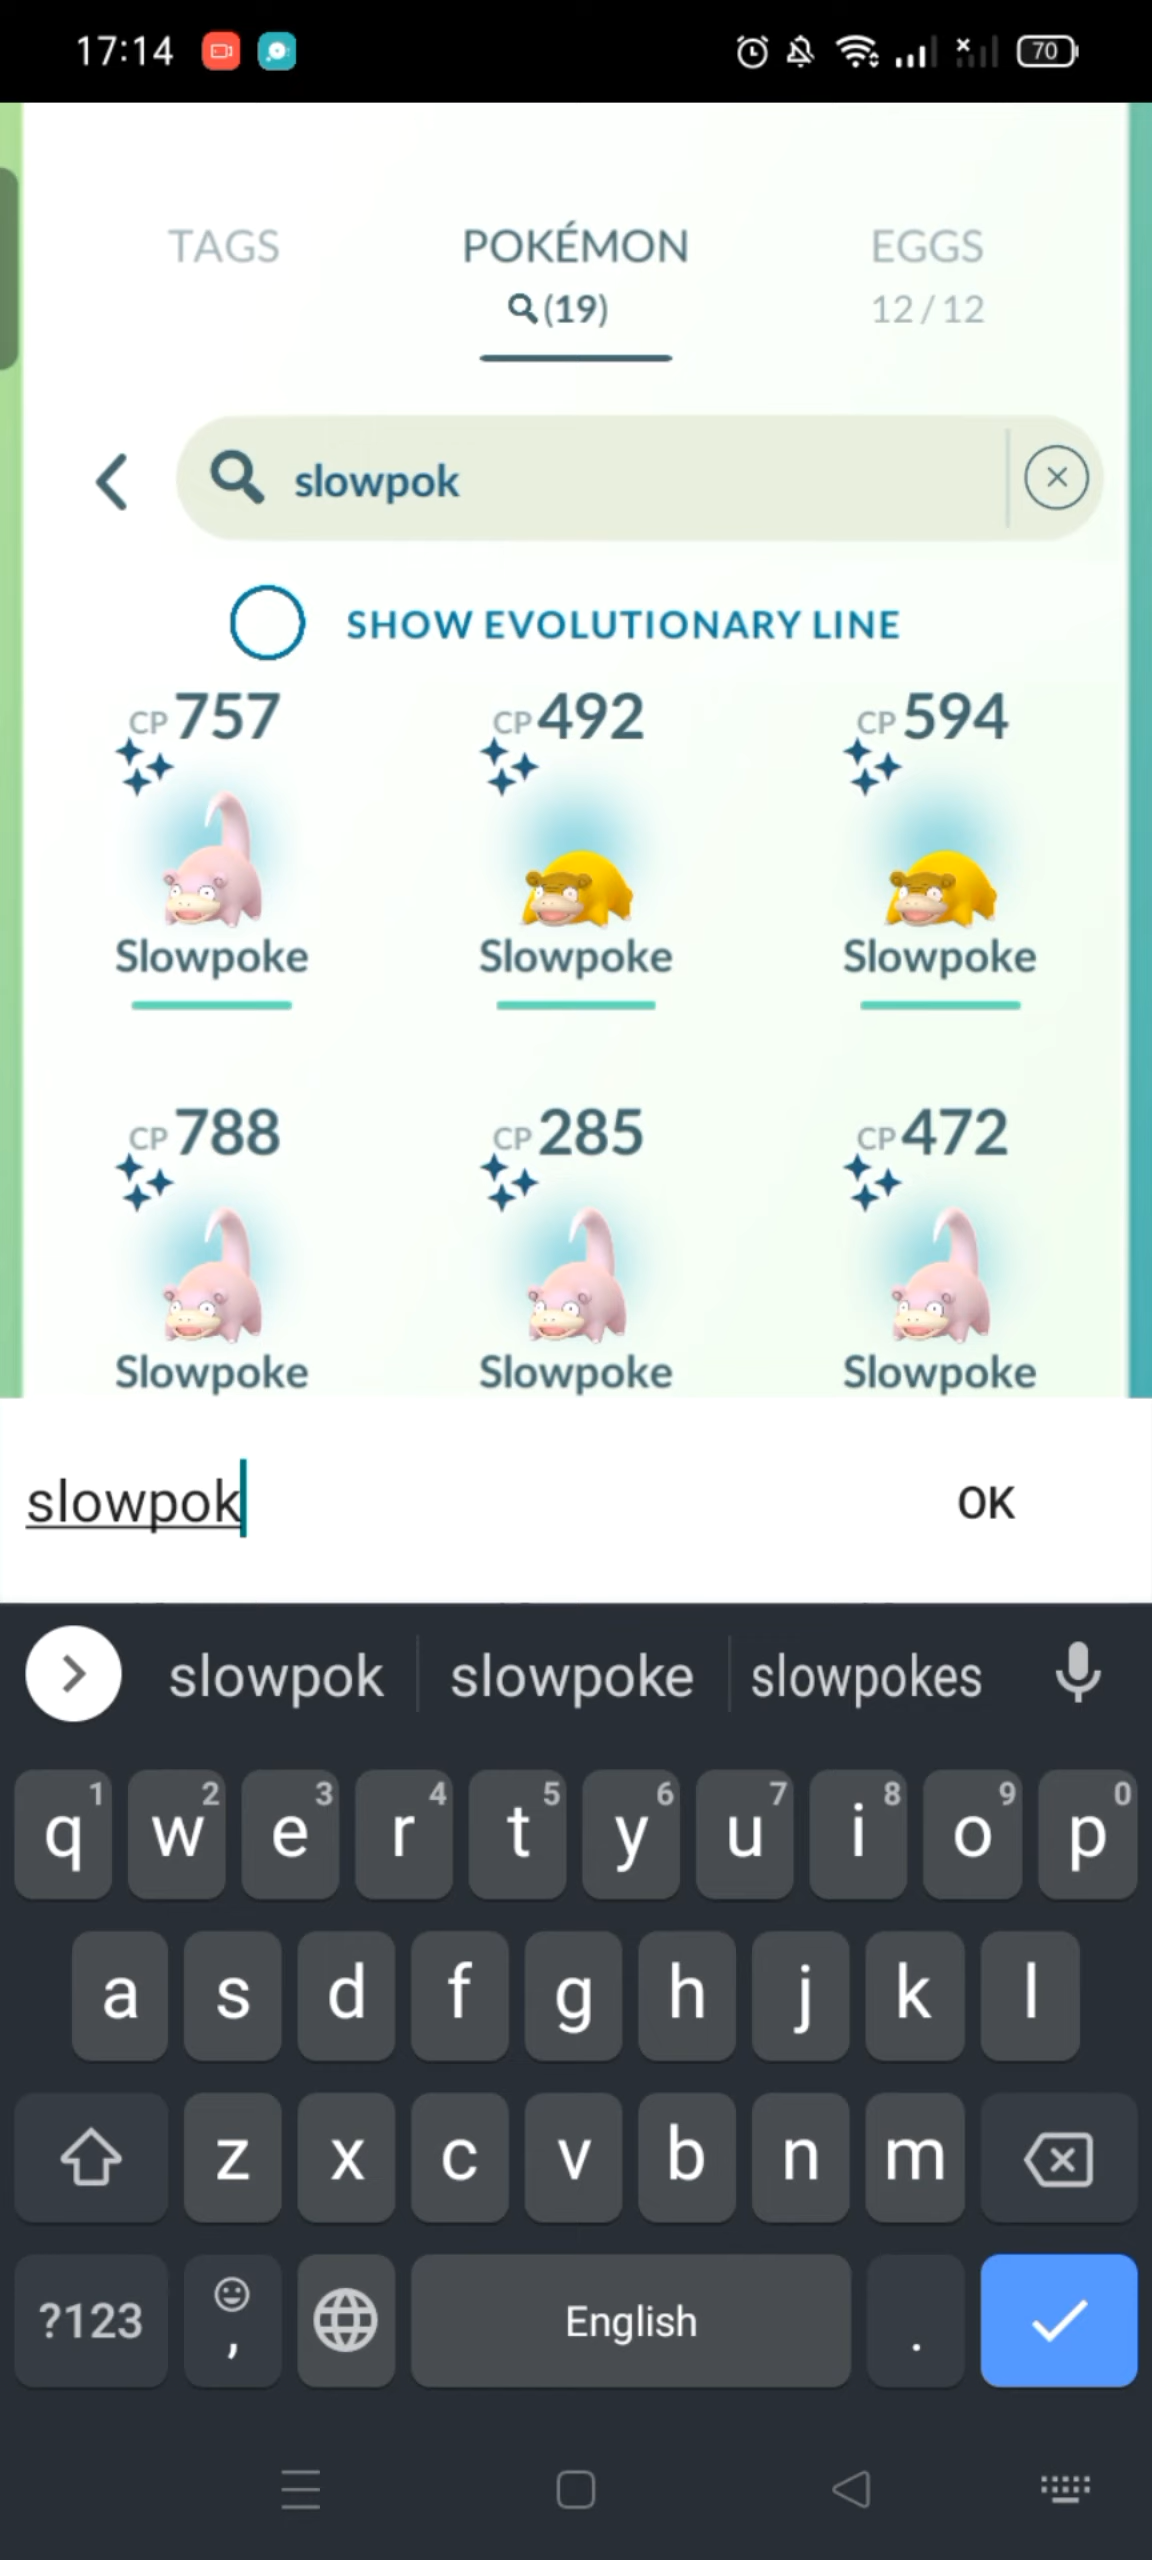 17:14 70
TAGS POKÉMON EGGS
(19) 12 / 12
slowpok
SHOW EVOLUTIONARY LINE
CP757 CP492 CP594
Slowpoke Slowpoke Slowpoke
CP788 CP285 CP472
Slowpoke Slowpoke Slowpoke
slowpok OK
slowpok slowpoke slowpokes
1 2 3 4 5 6 7 8 9 0
q w e r t y u i o p
a s d f g h j k l
z x c v b n m
?123 , English .